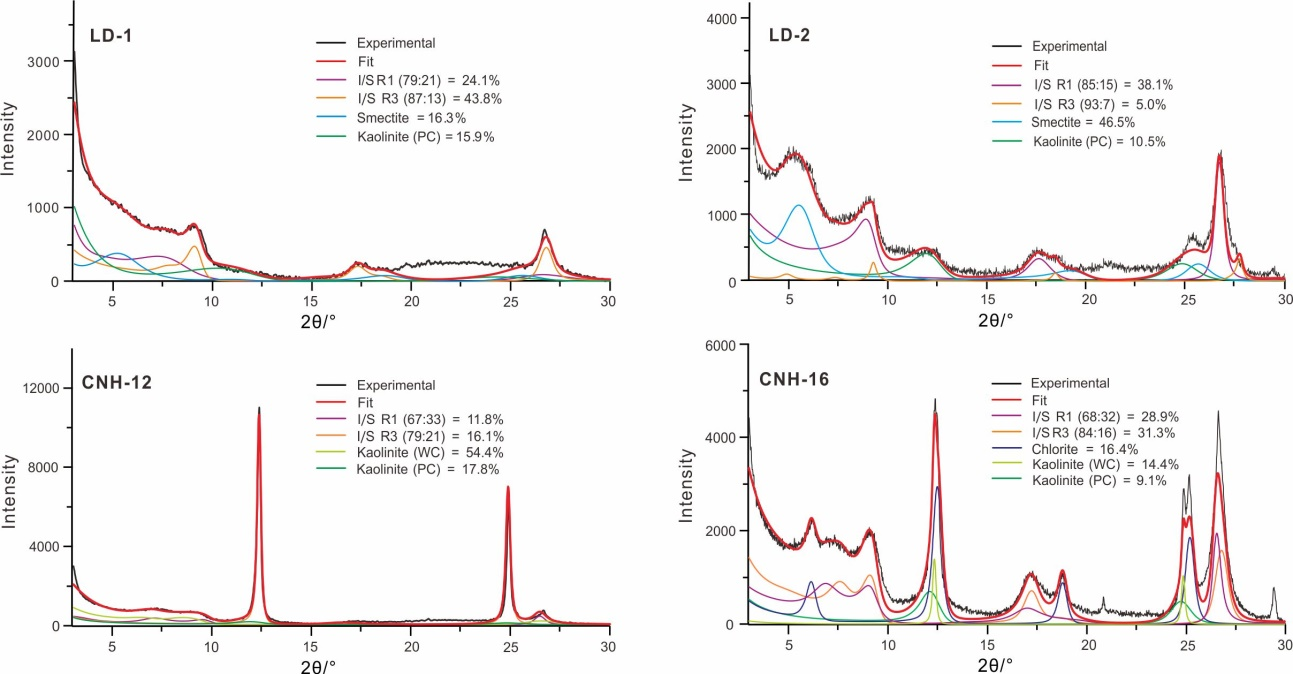 LD-1
Experimental
Fit
I/S R1 (79:21) = 24.1%
I/S R3 (87:13) = 43.8%
Smectite = 16.3%
Kaolinite (PC) = 15.9%
Intensity
3000
2000
1000
0
5 10 15 20 25 30
2θ/°
LD-2
Experimental
Fit
I/S R1 (85:15) = 38.1%
I/S R3 (93:7) = 5.0%
Smectite = 46.5%
Kaolinite (PC) = 10.5%
Intensity
4000
3000
2000
1000
0
5 10 15 20 25 30
2θ/°
CNH-12
Experimental
Fit
I/S R1 (67:33) = 11.8%
I/S R3 (79:21) = 16.1%
Kaolinite (WC) = 54.4%
Kaolinite (PC) = 17.8%
Intensity
12000
8000
4000
0
5 10 15 20 25 30
2θ/°
CNH-16
Experimental
Fit
I/S R1 (68:32) = 28.9%
I/S R3 (84:16) = 31.3%
Chlorite = 16.4%
Kaolinite (WC) = 14.4%
Kaolinite (PC) = 9.1%
Intensity
6000
4000
2000
0
5 10 15 20 25 30
2θ/°